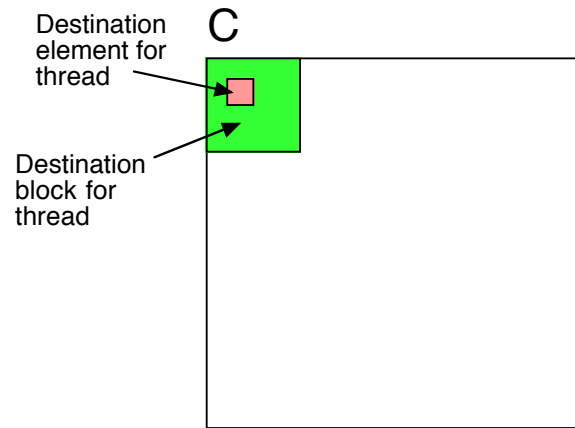 Destination
element for
thread
C
Destination
block for
thread